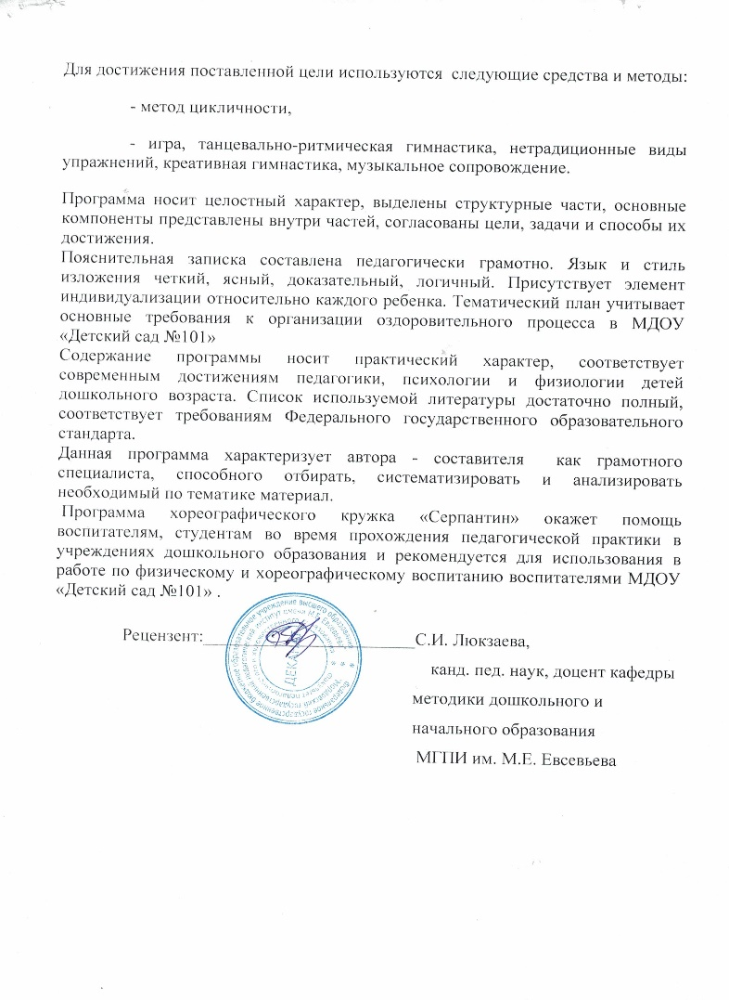 Для достижения поставленной цели используются следующие средства и методы:
- метод цикличности,
- игра, танцевально-ритмическая гимнастика, нетрадиционные виды
упражнений, креативная гимнастика, музыкальное сопровождение.
Программа носит целостный характер, выделены структурные части, основные
компоненты представлены внутри частей, согласованы цели, задачи и способы их
достижения.
Пояснительная записка составлена педагогически грамотно. Язык и стиль
изложения четкий, ясный, доказательный, логичный. Присутствует элемент
индивидуализации относительно каждого ребенка. Тематический план учитывает
основные требования к организации оздоровительного процесса в МДОУ
«Детский сад №101»
Содержание программы носит практический характер, соответствует
современным достижениям педагогики, психологии и физиологии детей
дошкольного возраста. Список используемой литературы достаточно полный,
соответствует требованиям Федерального государственного образовательного
стандарта.
Данная программа характеризует автора - составителя как грамотного
специалиста, способного отбирать, систематизировать и анализировать
необходимый по тематике материал.
Программа хореографического кружка «Серпантин» окажет помощь
воспитателям, студентам во время прохождения педагогической практики в
учреждениях дошкольного образования и рекомендуется для использования в
работе по физическому и хореографическому воспитанию воспитателями МДОУ
«Детский сад №101» .
Рецензент: С.И. Люкзаева,
канд. пед. наук, доцент кафедры
методики дошкольного и
начального образования
МГПИ им. М.Е. Евсевьева